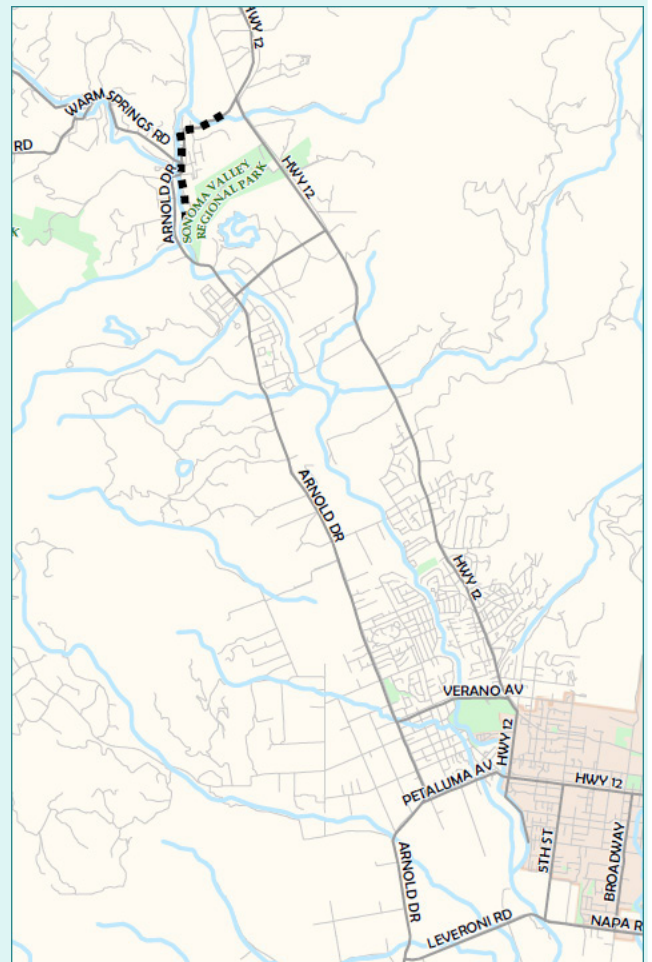 HWY 12
WARM SPRINGS RD
RD
ARNOLD DR
SONOMA VALLEY
REGIONAL PARK
HWY 12
K
ARNOLD DR
HWY 12
VERANO AV
HWY 12
PETALUMA AV
HWY 12
5TH ST
BROADWAY
ARNOLD DR
LEVERONI RD
NAPA R